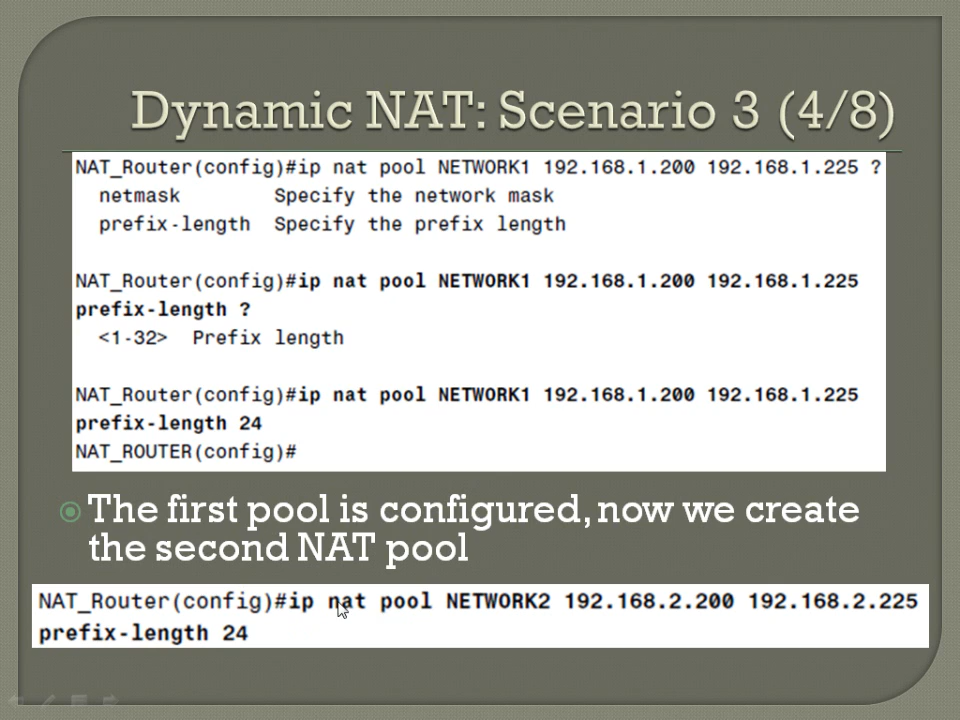 Dynamic NAT: Scenario 3 (4/8)
NAT_Router(config)#ip nat pool NETWORK1 192.168.1.200 192.168.1.225 ?
netmask Specify the network mask
prefix-length Specify the prefix length
NAT_Router(config)#ip nat pool NETWORK1 192.168.1.200 192.168.1.225
prefix-length ?
<1-32> Prefix length
NAT_Router(config)#ip nat pool NETWORK1 192.168.1.200 192.168.1.225
prefix-length 24
NAT_ROUTER(config)#
The first pool is configured, now we create
the second NAT pool
NAT_Router(config)#ip nat pool NETWORK2 192.168.2.200 192.168.2.225
prefix-length 24